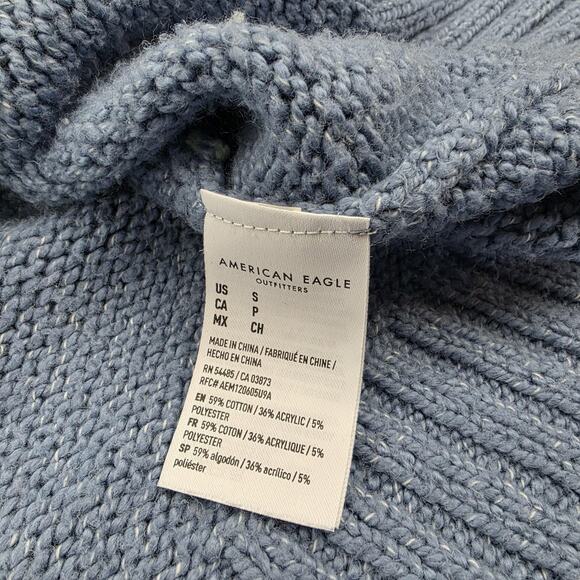 AMERICAN EAGLE
OUTFITTERS
US S
CA P
MX CH
MADE IN CHINA / FABRIQUÉ EN CHINE /
HECHO EN CHINA
RN 54485 / CA 03873
RFC# AEM120605U9A
EN 59% COTTON / 36% ACRYLIC / 5%
POLYESTER
FR 59% COTON / 36% ACRYLIQUE / 5%
POLYESTER
SP 59% algodón / 36% acrílico / 5%
poliéster